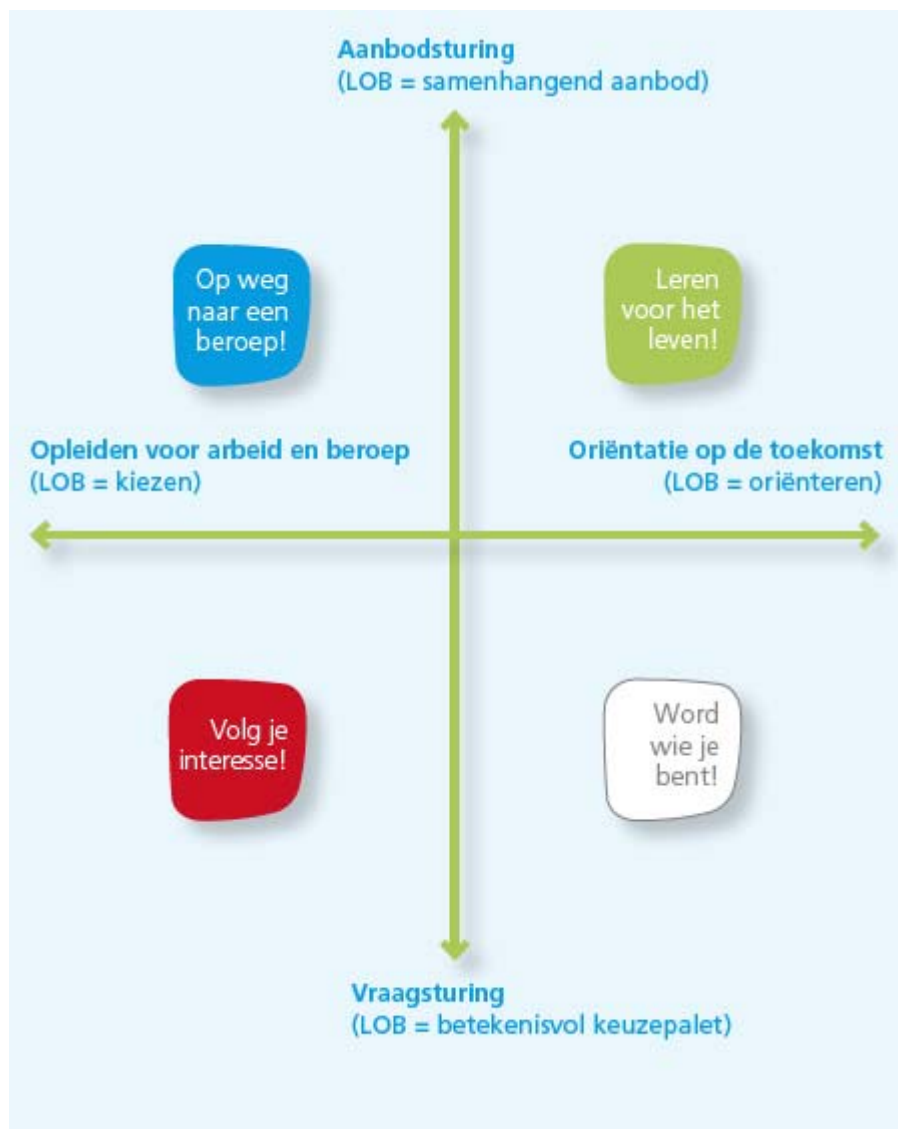 Aanbodsturing
(LOB = samenhangend aanbod)
Op weg
naar een
beroep!
Leren
voor het
leven!
Opleiden voor arbeid en beroep
(LOB = kiezen)
Oriëntatie op de toekomst
(LOB = oriënteren)
Volg je
interesse!
Word
wie je
bent!
Vraagsturing
(LOB = betekenisvol keuzepalet)